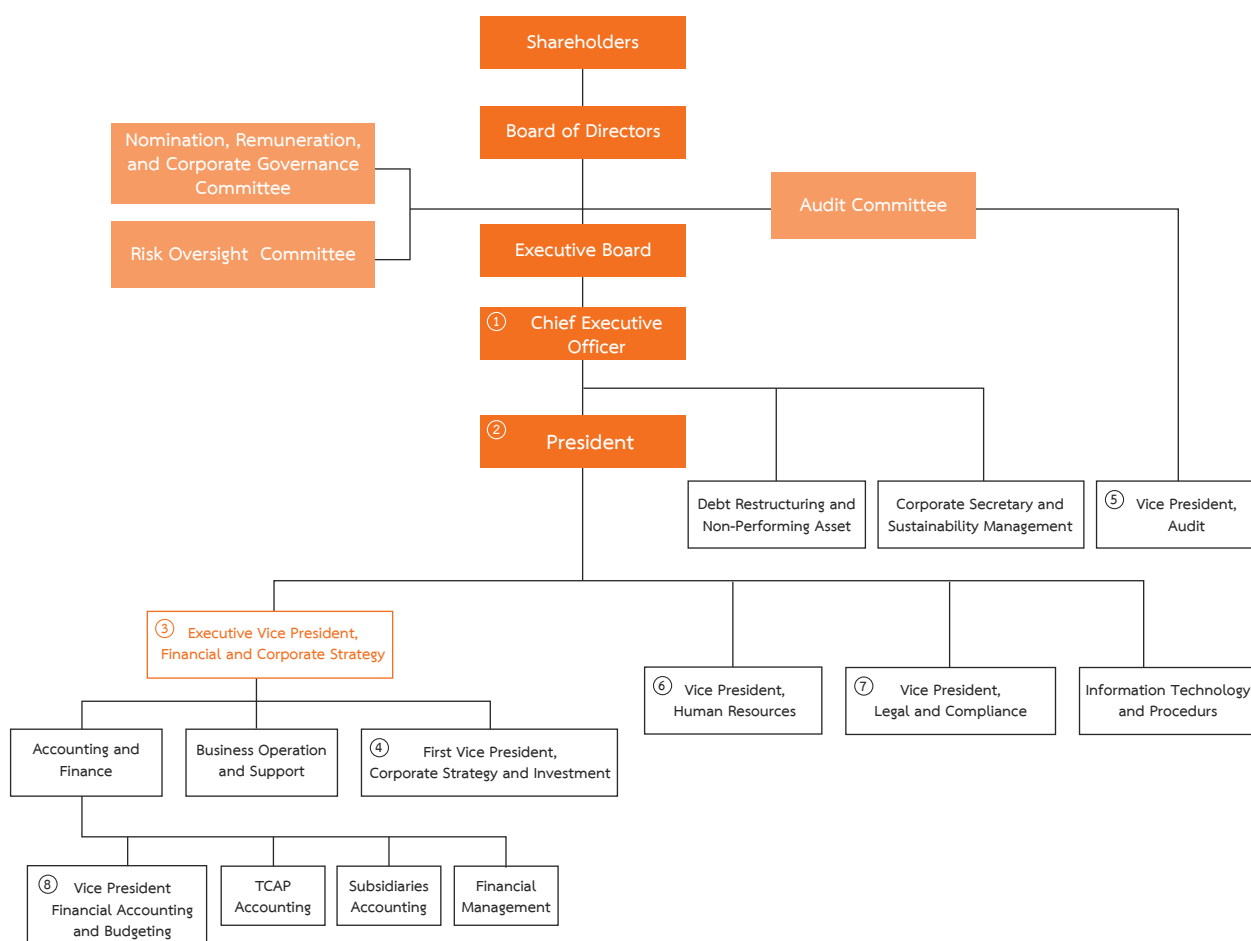 Shareholders
Board of Directors
Nomination, Remuneration,
and Corporate Governance
Committee
Audit Committee
Risk Oversight Committee
Executive Board
① Chief Executive
Officer
② President
Debt Restructuring and
Non-Performing Asset
Corporate Secretary and
Sustainability Management
⑤ Vice President,
Audit
③ Executive Vice President,
Financial and Corporate Strategy
⑥ Vice President,
Human Resources
⑦ Vice President,
Legal and Compliance
Information Technology
and Procedurs
Accounting and
Finance
Business Operation
and Support
④ First Vice President,
Corporate Strategy and Investment
⑧ Vice President
Financial Accounting
and Budgeting
TCAP
Accounting
Subsidiaries
Accounting
Financial
Management